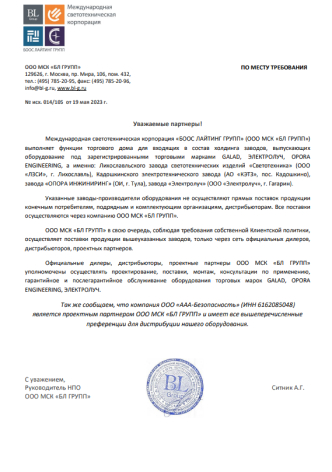 BL
GROUP
Международная
светотехническая
корпорация
БООС ЛАЙТИНГ ГРУПП
ООО МСК «БЛ ГРУПП»
129626, г. Москва, пр. Мира, 106, пом. 432,
тел.: (495) 785-20-95, факс: (495) 785-20-96,
info@bl-g.ru, www.bl-g.ru
ПО МЕСТУ ТРЕБОВАНИЯ
№ исх. 014/185 от 19 мая 2023 г.
Уважаемые партнеры!
Международная светотехническая корпорация «БООС ЛАЙТИНГ ГРУПП» (ООО МСК «БЛ ГРУПП»)
выполняет функции торгового дома для входящих в состав холдинга заводов, выпускающих
оборудование под зарегистрированными торговыми марками GALAD, ЭЛЕКТРОЛУЧ, OPORA
ENGINEERING, а именно: Лихославльского завода светотехнических изделий «Светотехника» (ООО
«ЛЗСИ», г. Лихославль), Кадошкинского электротехнического завода (АО «КЭТЗ», пос. Кадошкино),
завода «ОПОРА ИНЖИНИРИНГ» (ОИ, г. Тула), завода «Электролуч» (ООО «Электролуч», г. Гагарин).
Указанные заводы-производители оборудования не осуществляют прямых поставок продукции
конечным потребителям, подрядным и комплектующим организациям, дистрибьюторам. Все поставки
осуществляются через компанию ООО МСК «БЛ ГРУПП».
ООО МСК «БЛ ГРУПП» в свою очередь, соблюдая требования собственной Клиентской политики,
осуществляет поставки продукции вышеуказанных заводов, только через сеть официальных дилеров,
дистрибьюторов, проектных партнеров.
Официальные дилеры, дистрибьюторы, проектные партнеры ООО МСК «БЛ ГРУПП»
уполномочены осуществлять проектирование, поставки, монтаж, консультации по применению,
гарантийное и послегарантийное обслуживание оборудования торговых марок GALAD, OPORA
ENGINEERING, ЭЛЕКТРОЛУЧ.
Так же сообщаем, что компания ООО «ААА-Безопасность» (ИНН 6162085048)
является проектным партнером ООО МСК «БЛ ГРУПП» и имеет все вышеперечисленные
преференции для дистрибуции нашего оборудования.
С уважением,
Руководитель НПО
ООО МСК «БЛ ГРУПП»
BL
Ситник А.Г.